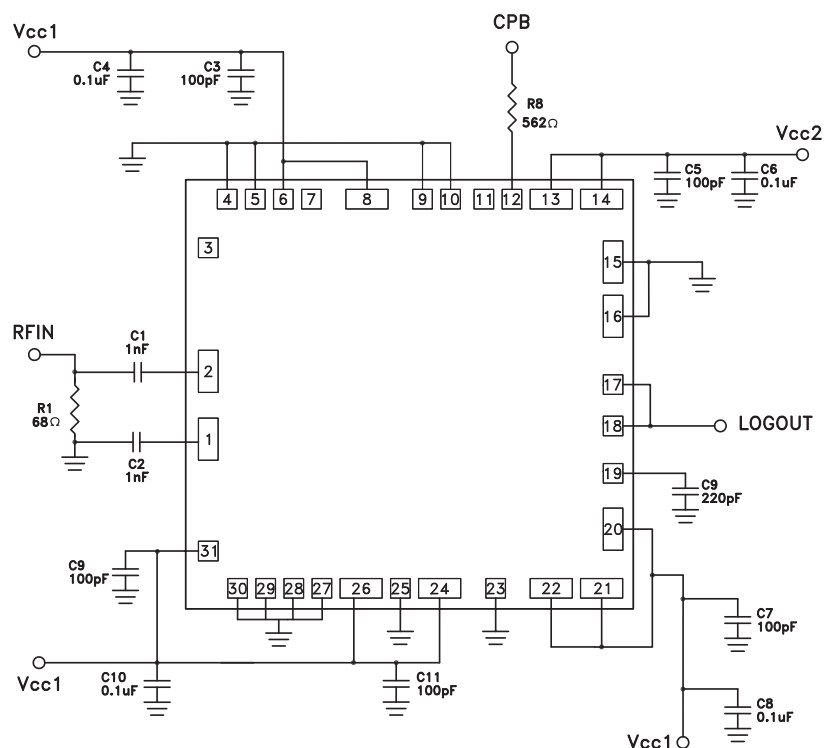 CPB
Vcc1
C4
0.1uF
C3
100pF
R8
562Ω
Vcc2
C5
100pF
C6
0.1uF
4
5
6
7
8
9
10
11
12
13
14
3
15
16
RFIN
C1
1nF
2
17
R1
68Ω
18
LOGOUT
1
C2
1nF
19
C9
220pF
20
31
C9
100pF
30
29
28
27
26
25
24
23
22
21
C7
100pF
Vcc1
C10
0.1uF
C11
100pF
C8
0.1uF
Vcc1